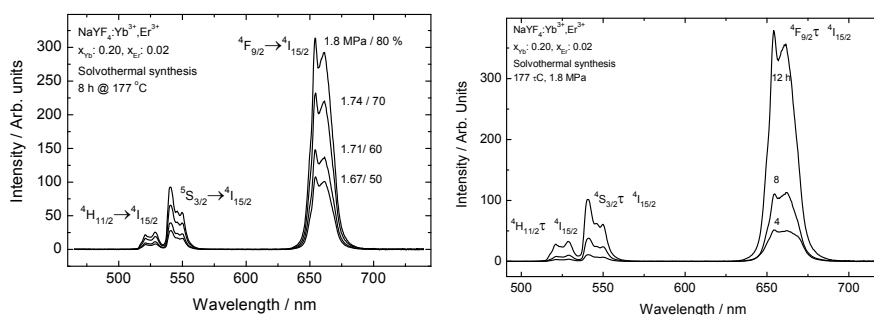 NaYF₄:Yb³⁺,Er³⁺
x_Yb: 0.20, x_Er: 0.02
Solvothermal synthesis
8 h @ 177 °C
⁴F₉/₂→⁴I₁₅/₂
1.8 MPa / 80 %
1.74 / 70
1.71/ 60
1.67/ 50
⁵S₃/₂→⁴I₁₅/₂
⁴H₁₁/₂→⁴I₁₅/₂
Intensity / Arb. Units
300
250
200
150
100
50
0
500 550 600 650 700
Wavelength / nm
NaYF₄:Yb³⁺,Er³⁺
x_Yb: 0.20, x_Er: 0.02
Solvothermal synthesis
177 τC, 1.8 MPa
⁴F₉/₂τ ⁴I₁₅/₂
12 h
8
4
⁴S₃/₂τ ⁴I₁₅/₂
⁴H₁₁/₂τ ⁴I₁₅/₂
Intensity / Arb. Units
300
200
100
0
500 550 600 650 700
Wavelength / nm